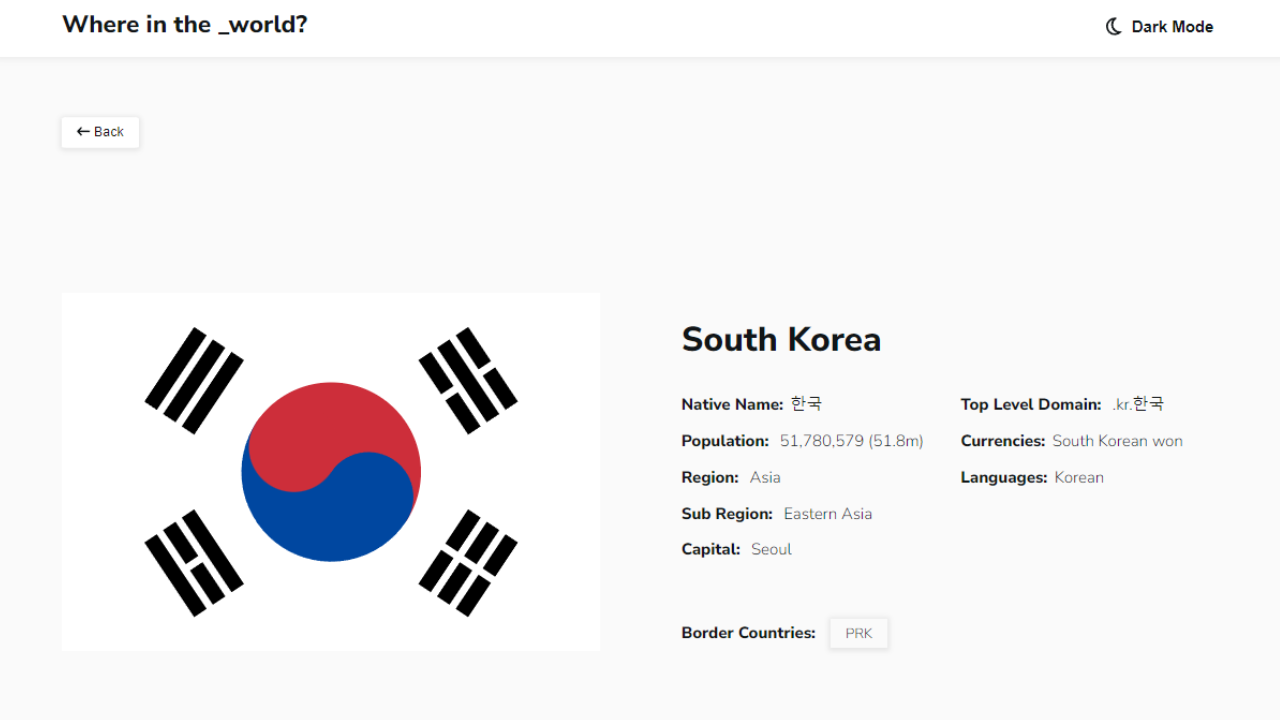 Where in the _world?
Dark Mode
← Back
South Korea
Native Name: 한국
Population: 51,780,579 (51.8m)
Region: Asia
Sub Region: Eastern Asia
Capital: Seoul
Top Level Domain: .kr.한국
Currencies: South Korean won
Languages: Korean
Border Countries: PRK